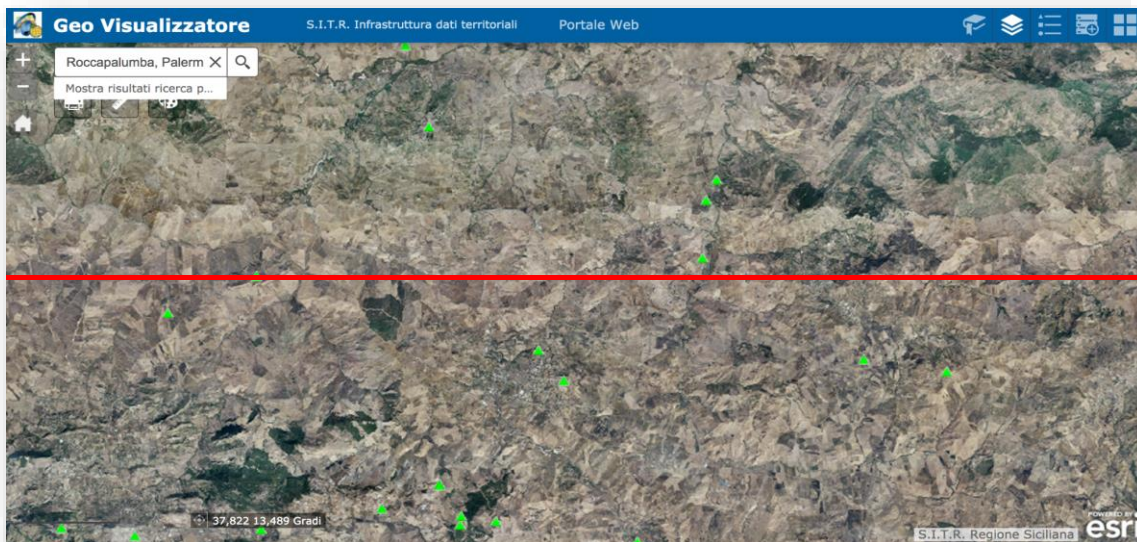 Geo Visualizzatore
S.I.T.R. Infrastruttura dati territoriali
Portale Web
Roccapalumba, Palerm
Mostra risultati ricerca p...
37,822 13,489 Gradi
S.I.T.R. Regione Siciliana
POWERED BY
esri